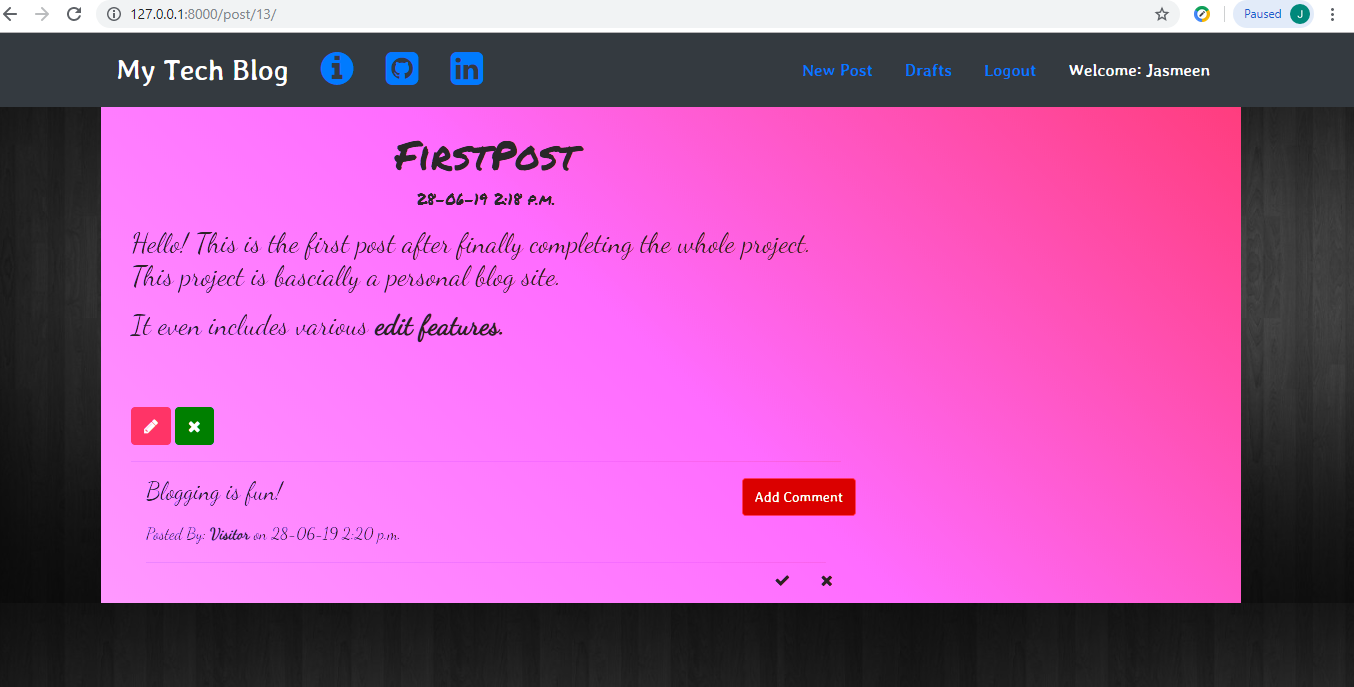 127.0.0.1:8000/post/13/
Paused J
My Tech Blog
in
New Post Drafts Logout Welcome: Jasmeen
FirstPost
28-06-19 2:18 p.m.
Hello! This is the first post after finally completing the whole project.
This project is bascially a personal blog site.
It even includes various edit features.
Blogging is fun!
Add Comment
Posted By: Visitor on 28-06-19 2:20 p.m.